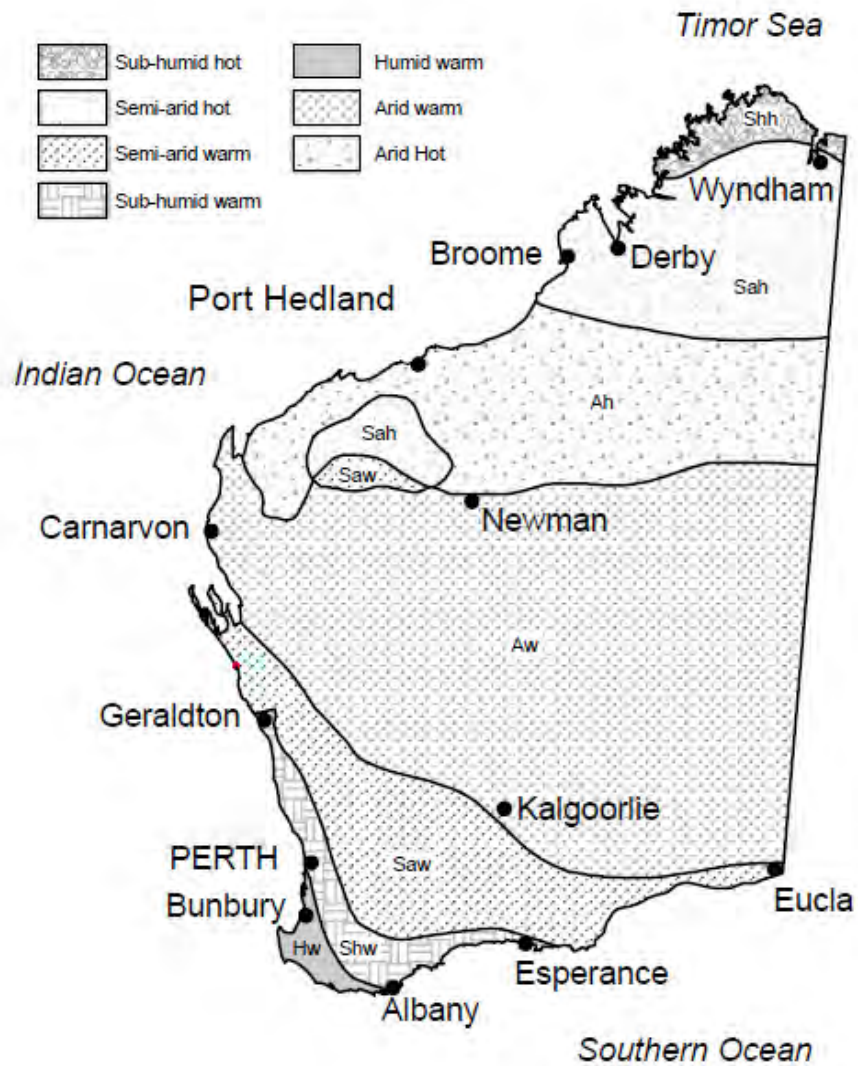 Timor Sea
Sub-humid hot
Humid warm
Semi-arid hot
Arid warm
Semi-arid warm
Arid Hot
Sub-humid warm
Shh
Wyndham
Broome
Derby
Sah
Port Hedland
Indian Ocean
Ah
Sah
Saw
Newman
Carnarvon
Aw
Geraldton
Kalgoorlie
PERTH
Saw
Eucla
Bunbury
Hw
Shw
Esperance
Albany
Southern Ocean